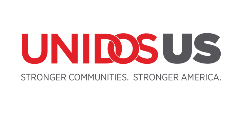 UNIDOSUS
STRONGER COMMUNITIES. STRONGER AMERICA.